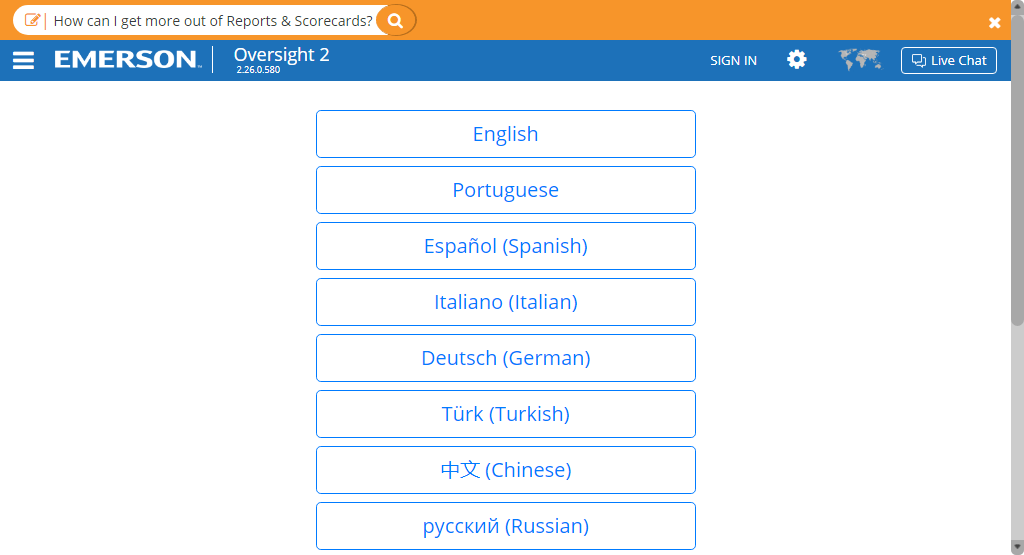 How can I get more out of Reports & Scorecards?
EMERSON™
Oversight 2
2.26.0.580
SIGN IN
Live Chat
English
Portuguese
Español (Spanish)
Italiano (Italian)
Deutsch (German)
Türk (Turkish)
中文 (Chinese)
русский (Russian)